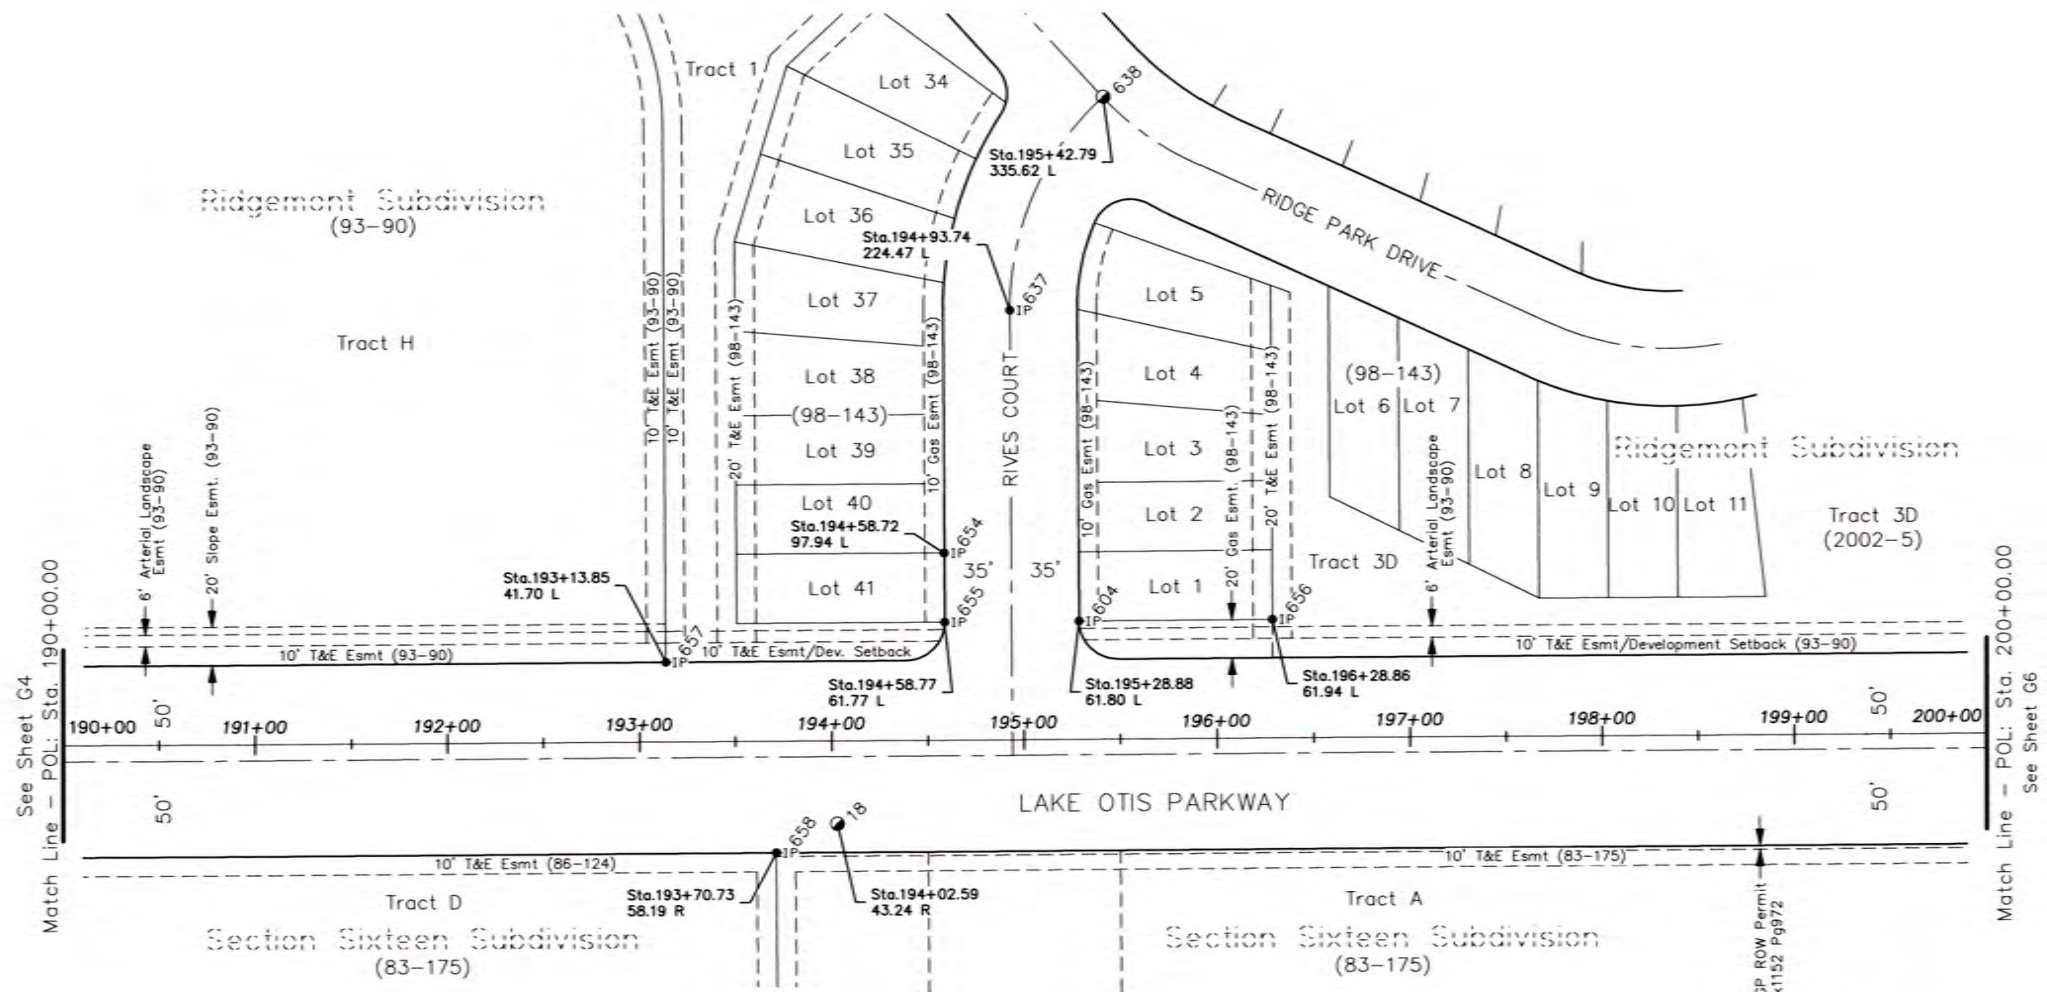 Tract 1
Lot 34
638
Lot 35
Sta.195+42.79
335.62 L
Ridgemont Subdivision
(93-90)
Lot 36
Sta.194+93.74
224.47 L
RIDGE PARK DRIVE
Tract H
10' T&E Esmt (93-90)
10' T&E Esmt (93-90)
20' T&E Esmt (98-143)
Lot 37
10' Gas Esmt (98-143)
637
IP
RIVES COURT
Lot 5
Lot 38
(98-143)
Lot 39
10' Gas Esmt (98-143)
Lot 4
Lot 3
20' Gas Esmt. (98-143)
20' T&E Esmt (98-143)
(98-143)
Lot 6
Lot 7
6' Arterial Landscape
Esmt (93-90)
Ridgemont Subdivision
Lot 8
Lot 9
Lot 10
Lot 11
Tract 3D
(2002-5)
6' Arterial Landscape
Esmt (93-90)
20' Slope Esmt. (93-90)
Lot 40
Sta.194+58.72
97.94 L
654
IP
Lot 2
Tract 3D
35'
35'
Sta.193+13.85
41.70 L
Lot 41
655
IP
604
IP
Lot 1
656
IP
657
IP
10' T&E Esmt (93-90)
10' T&E Esmt/Dev. Setback
10' T&E Esmt/Development Setback (93-90)
Sta.194+58.77
61.77 L
Sta.195+28.88
61.80 L
Sta.196+28.86
61.94 L
See Sheet G4
Match Line - POL: Sta. 190+00.00
50'
50'
190+00
191+00
192+00
193+00
194+00
195+00
196+00
197+00
198+00
199+00
200+00
50'
50'
Match Line - POL: Sta. 200+00.00
See Sheet G6
LAKE OTIS PARKWAY
18
658
IP
10' T&E Esmt (86-124)
10' T&E Esmt (83-175)
Sta.193+70.73
58.19 R
Sta.194+02.59
43.24 R
Tract D
Section Sixteen Subdivision
(83-175)
Tract A
Section Sixteen Subdivision
(83-175)
ROW Permit
1152 Pg972